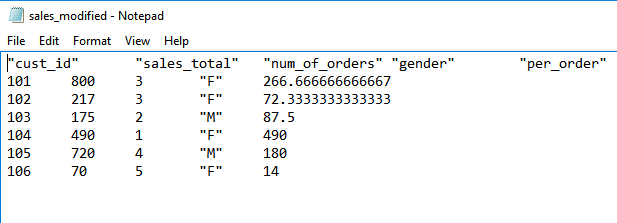 sales_modified - Notepad
File Edit Format View Help
"cust_id" "sales_total" "num_of_orders" "gender" "per_order"
101 800 3 "F" 266.666666666667
102 217 3 "F" 72.3333333333333
103 175 2 "M" 87.5
104 490 1 "F" 490
105 720 4 "M" 180
106 70 5 "F" 14